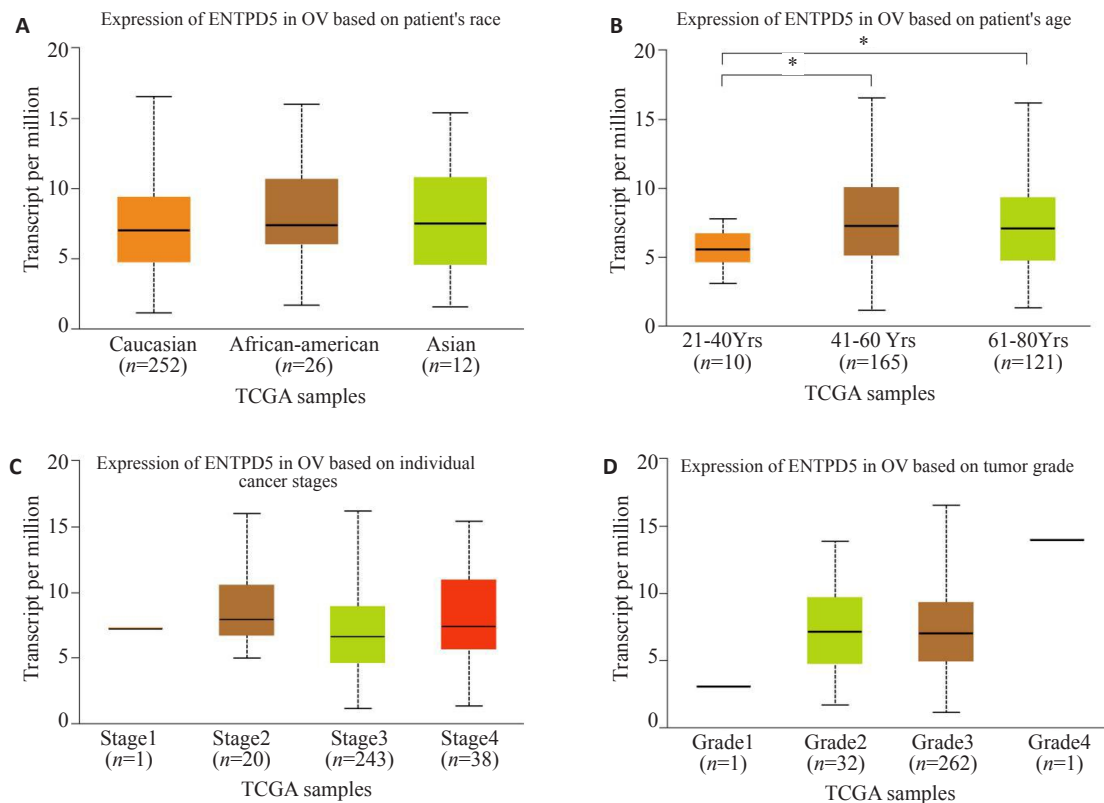 A
Expression of ENTPD5 in OV based on patient's race
Transcript per million
20
15
10
5
0
Caucasian
(n=252)
African-american
(n=26)
Asian
(n=12)
TCGA samples
B
Expression of ENTPD5 in OV based on patient's age
Transcript per million
20
15
10
5
0
*
*
21-40Yrs
(n=10)
41-60 Yrs
(n=165)
61-80Yrs
(n=121)
TCGA samples
C
Expression of ENTPD5 in OV based on individual
cancer stages
Transcript per million
20
15
10
5
0
Stage1
(n=1)
Stage2
(n=20)
Stage3
(n=243)
Stage4
(n=38)
TCGA samples
D
Expression of ENTPD5 in OV based on tumor grade
Transcript per million
20
15
10
5
0
Grade1
(n=1)
Grade2
(n=32)
Grade3
(n=262)
Grade4
(n=1)
TCGA samples